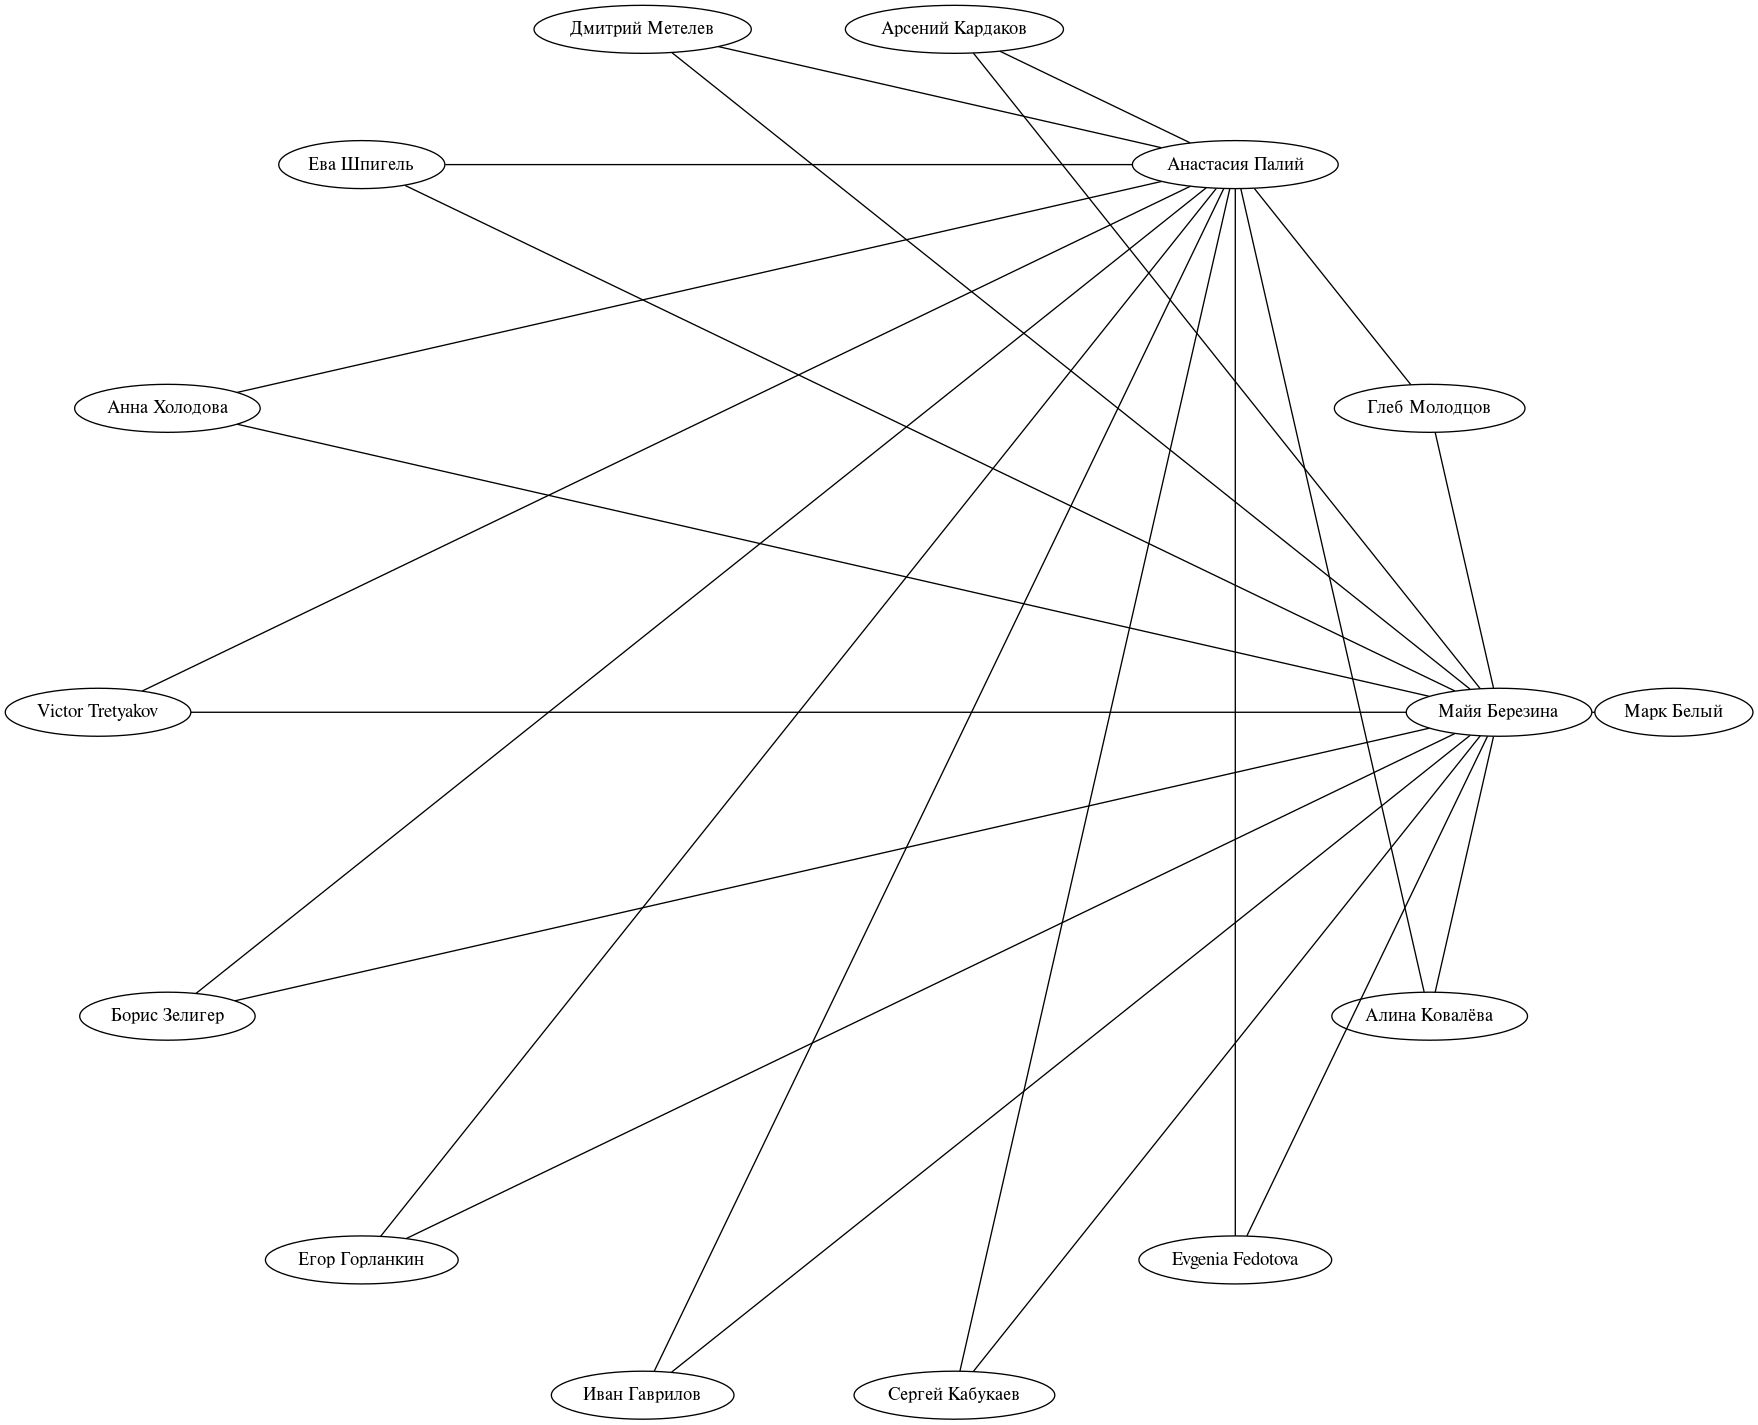 Дмитрий Метелев
Арсений Кардаков
Ева Шпигель
Анастасия Палий
Анна Холодова
Глеб Молодцов
Victor Tretyakov
Майя Березина
Марк Белый
Борис Зелигер
Алина Ковалёва
Егор Горланкин
Evgenia Fedotova
Иван Гаврилов
Сергей Кабукаев